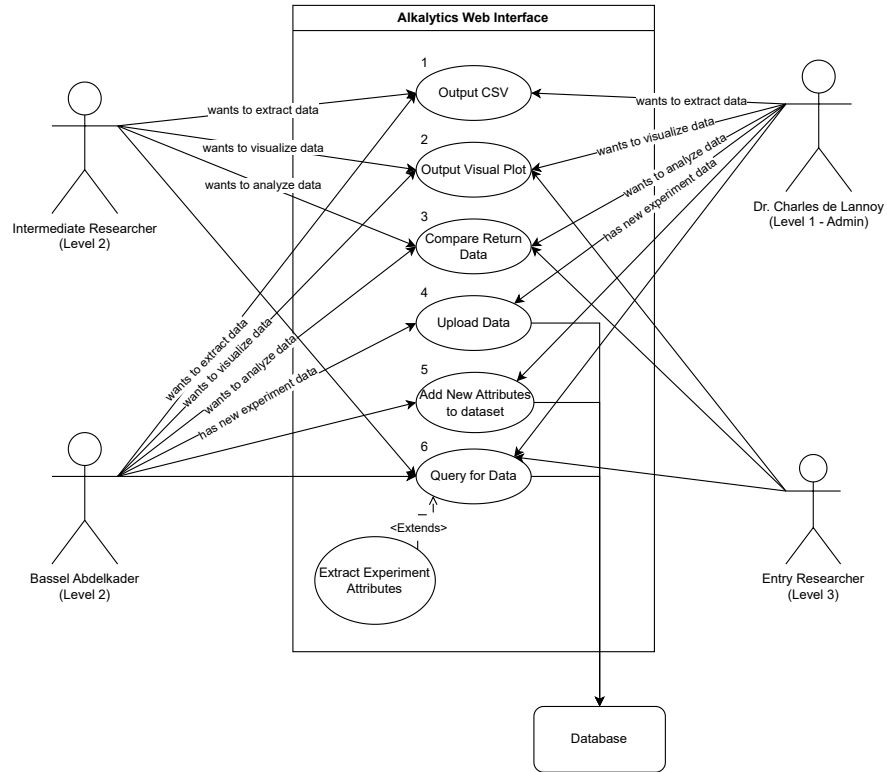 Alkalytics Web Interface
1
Output CSV
wants to extract data
wants to extract data
2
Output Visual Plot
wants to visualize data
wants to visualize data
wants to analyze data
wants to analyze data
has new experiment data
3
Compare Return
Data
Intermediate Researcher
(Level 2)
Dr. Charles de Lannoy
(Level 1 - Admin)
4
Upload Data
wants to extract data
wants to visualize data
wants to analyze data
has new experiment data
5
Add New Attributes
to dataset
6
Query for Data
<Extends>
Extract Experiment
Attributes
Bassel Abdelkader
(Level 2)
Entry Researcher
(Level 3)
Database